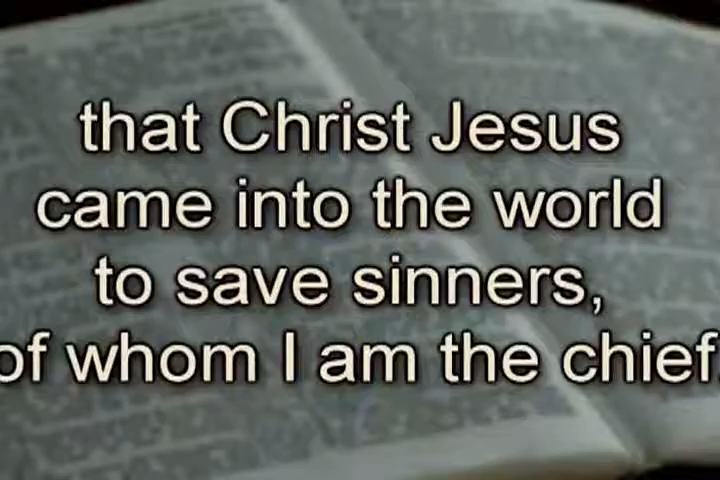 that Christ Jesus
came into the world
to save sinners,
of whom I am the chief.